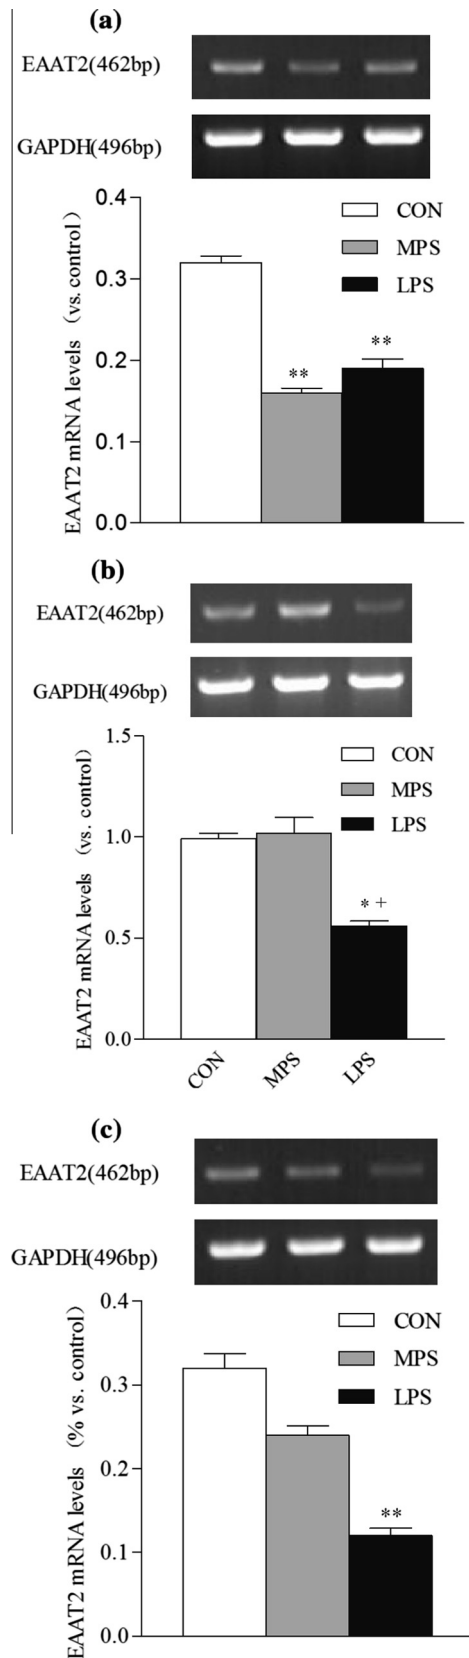 (a)
EAAT2(462bp)
GAPDH(496bp)
EAAT2 mRNA levels (vs. control)
0.4
0.3
0.2
0.1
0.0
CON
MPS
LPS
**
**
(b)
EAAT2(462bp)
GAPDH(496bp)
EAAT2 mRNA levels (vs. control)
1.5
1.0
0.5
0.0
CON
MPS
LPS
* +
CON
MPS
LPS
(c)
EAAT2(462bp)
GAPDH(496bp)
EAAT2 mRNA levels (% vs. control)
0.4
0.3
0.2
0.1
0.0
CON
MPS
LPS
**